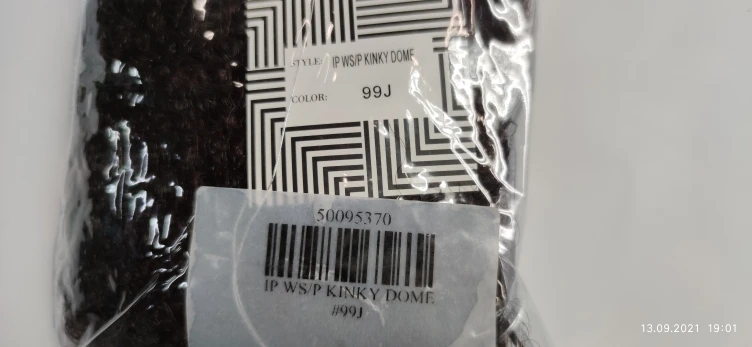 STYLE: IP WS/P KINKY DOME
COLOR: 99J
50095370
IP WS/P KINKY DOME
#99J
13.09.2021 19:01